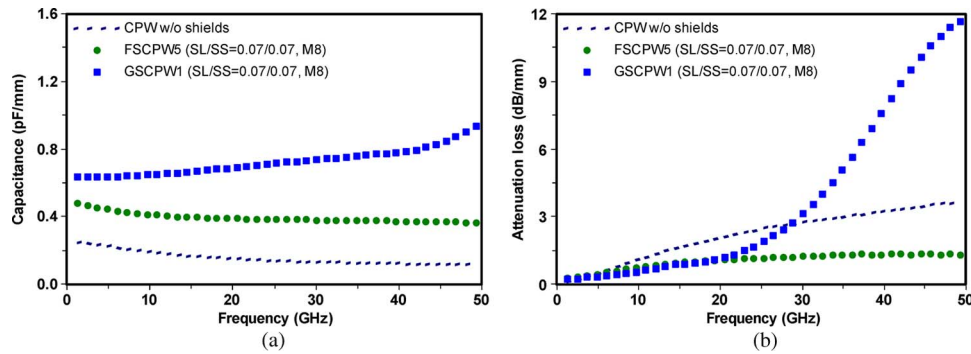 CPW w/o shields
FSCPW5 (SL/SS=0.07/0.07, M8)
GSCPW1 (SL/SS=0.07/0.07, M8)
Capacitance (pF/mm)
1.6
1.2
0.8
0.4
0.0
0 10 20 30 40 50
Frequency (GHz)
(a)
CPW w/o shields
FSCPW5 (SL/SS=0.07/0.07, M8)
GSCPW1 (SL/SS=0.07/0.07, M8)
Attenuation loss (dB/mm)
12
9
6
3
0
0 10 20 30 40 50
Frequency (GHz)
(b)